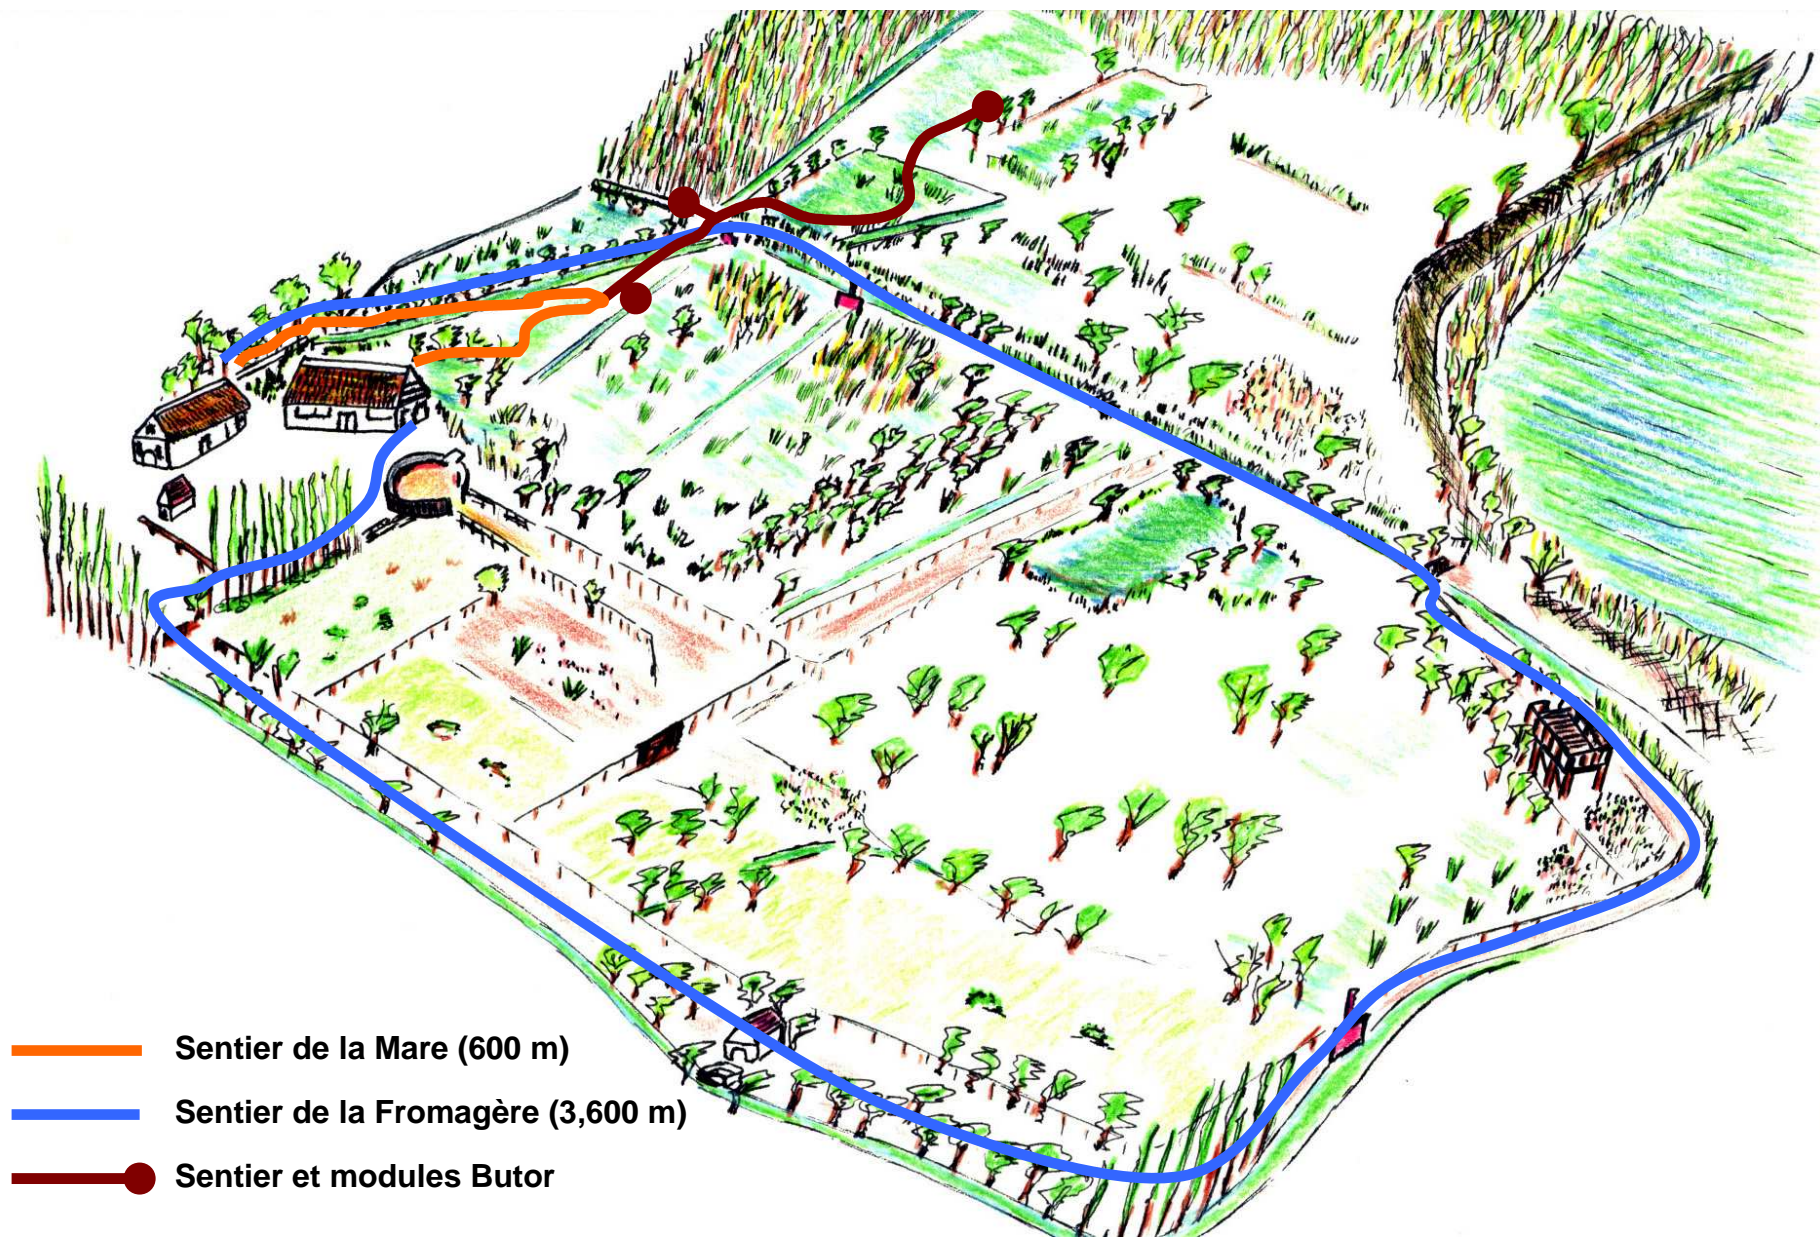 Sentier de la Mare (600 m)
Sentier de la Fromagère (3,600 m)
Sentier et modules Butor